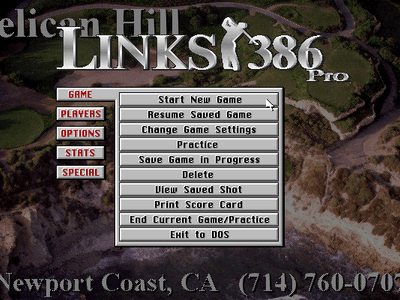 elican Hill
LINKS 386
Pro
GAME
PLAYERS
OPTIONS
STATS
SPECIAL
Start New Game
Resume Saved Game
Change Game Settings
Practice
Save Game in Progress
Delete
View Saved Shot
Print Score Card
End Current Game/Practice
Exit to DOS
Newport Coast, CA (714) 760-0707